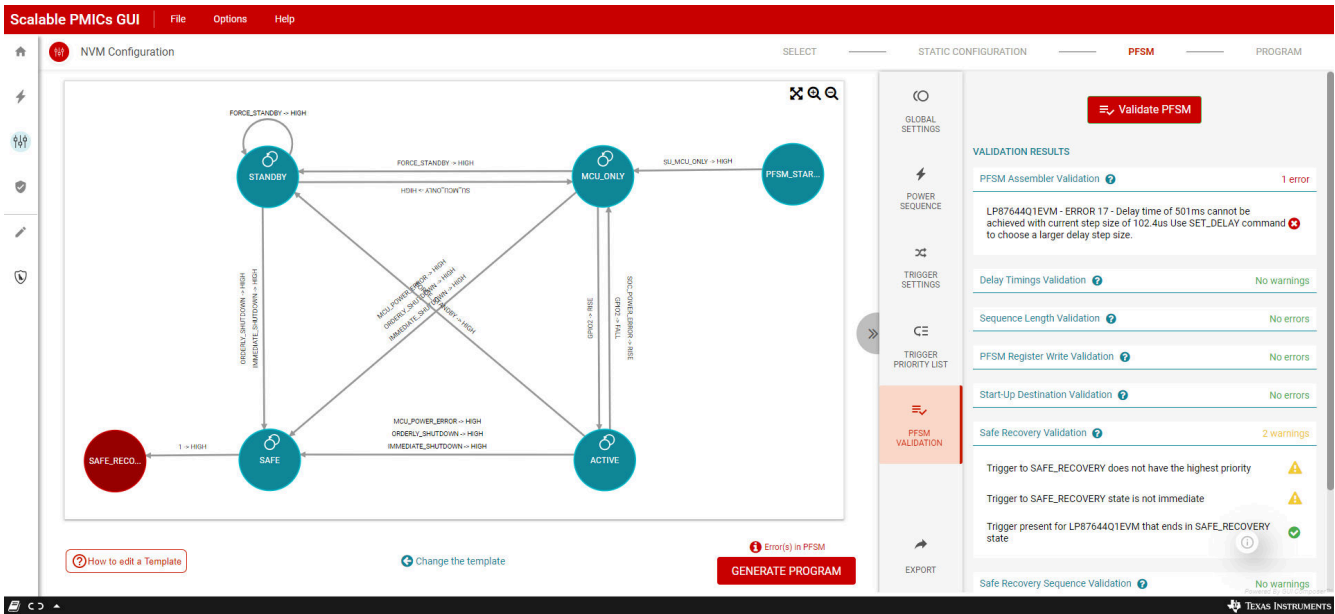 Scalable PMICs GUI File Options Help
NVM Configuration
SELECT STATIC CONFIGURATION PFSM PROGRAM
FORCE_STANDBY -> HIGH
STANDBY
FORCE_STANDBY -> HIGH
SU_MCU_ONLY -> HIGH
MCU_ONLY
SU_MCU_ONLY -> HIGH
PFSM_STAR...
ORDERLY_SHUTDOWN -> HIGH
IMMEDIATE_SHUTDOWN -> HIGH
MCU_POWER_ERROR -> HIGH
ORDERLY_SHUTDOWN -> HIGH
IMMEDIATE_SHUTDOWN -> HIGH
GPIO2 -> RISE
GPIO2 -> FALL
SOC_POWER_ERROR -> RISE
MCU_POWER_ERROR -> HIGH
ORDERLY_SHUTDOWN -> HIGH
IMMEDIATE_SHUTDOWN -> HIGH
SAFE_RECO...
1 -> HIGH
SAFE
ACTIVE
How to edit a Template
Change the template
Error(s) in PFSM
GENERATE PROGRAM
GLOBAL
SETTINGS
POWER
SEQUENCE
TRIGGER
SETTINGS
TRIGGER
PRIORITY LIST
PFSM
VALIDATION
EXPORT
Validate PFSM
VALIDATION RESULTS
PFSM Assembler Validation 1 error
LP87644Q1EVM - ERROR 17 - Delay time of 501ms cannot be
achieved with current step size of 102.4us Use SET_DELAY command
to choose a larger delay step size.
Delay Timings Validation No warnings
Sequence Length Validation No errors
PFSM Register Write Validation No errors
Start-Up Destination Validation No errors
Safe Recovery Validation 2 warnings
Trigger to SAFE_RECOVERY does not have the highest priority
Trigger to SAFE_RECOVERY state is not immediate
Trigger present for LP87644Q1EVM that ends in SAFE_RECOVERY
state
Safe Recovery Sequence Validation No warnings
Powered By GUI Composer
TEXAS INSTRUMENTS